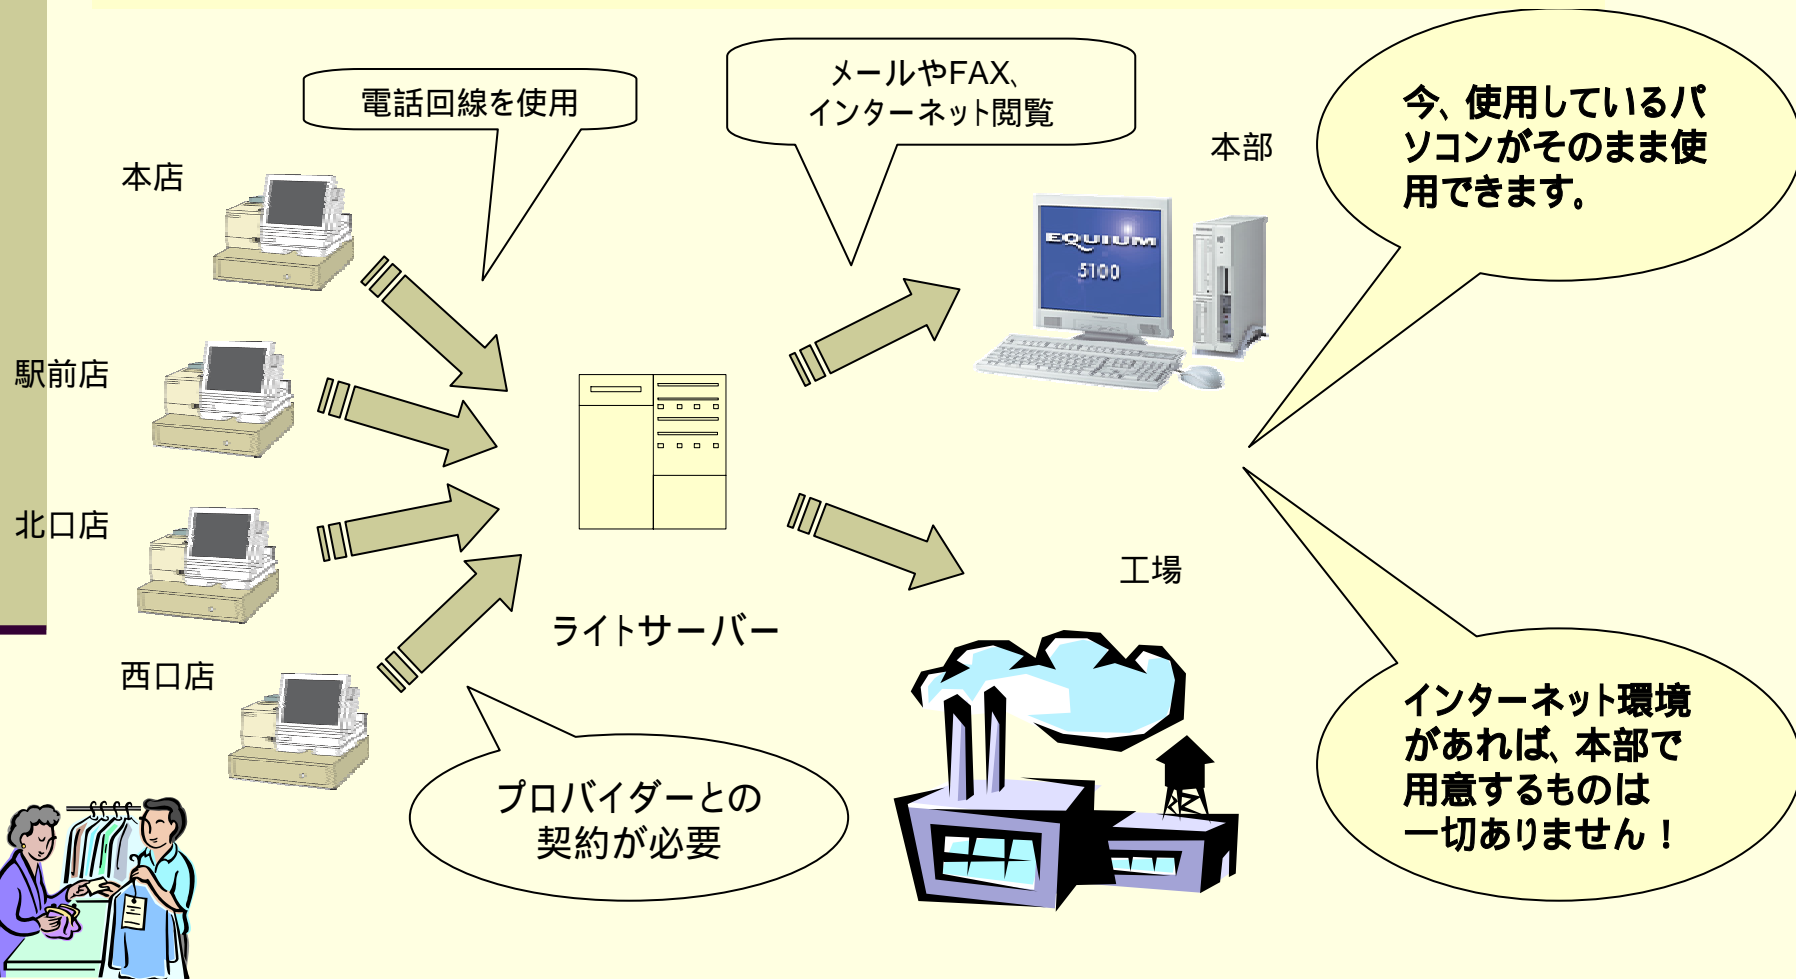 電話回線を使用
メールやFAX、
インターネット閲覧
今、使用しているパ
ソコンがそのまま使
用できます。
本店
本部
EQUIUM
5100
駅前店
北口店
工場
ライトサーバー
西口店
プロバイダーとの
契約が必要
インターネット環境
があれば、本部で
用意するものは
一切ありません！